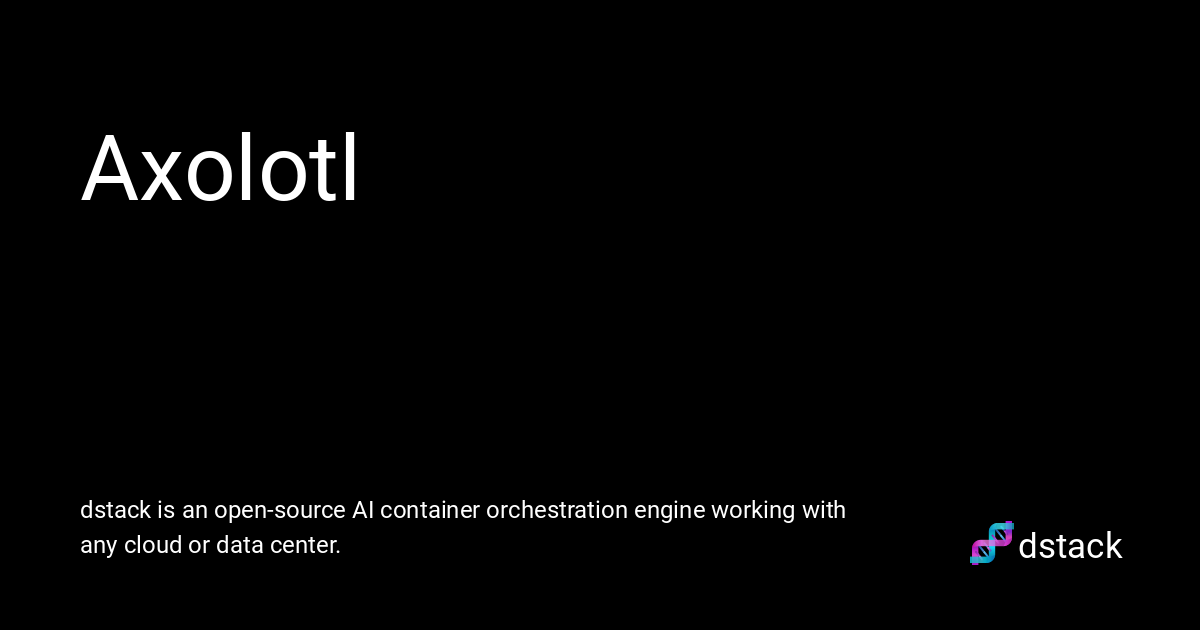 Axolotl
dstack is an open-source AI container orchestration engine working with
any cloud or data center.
dstack